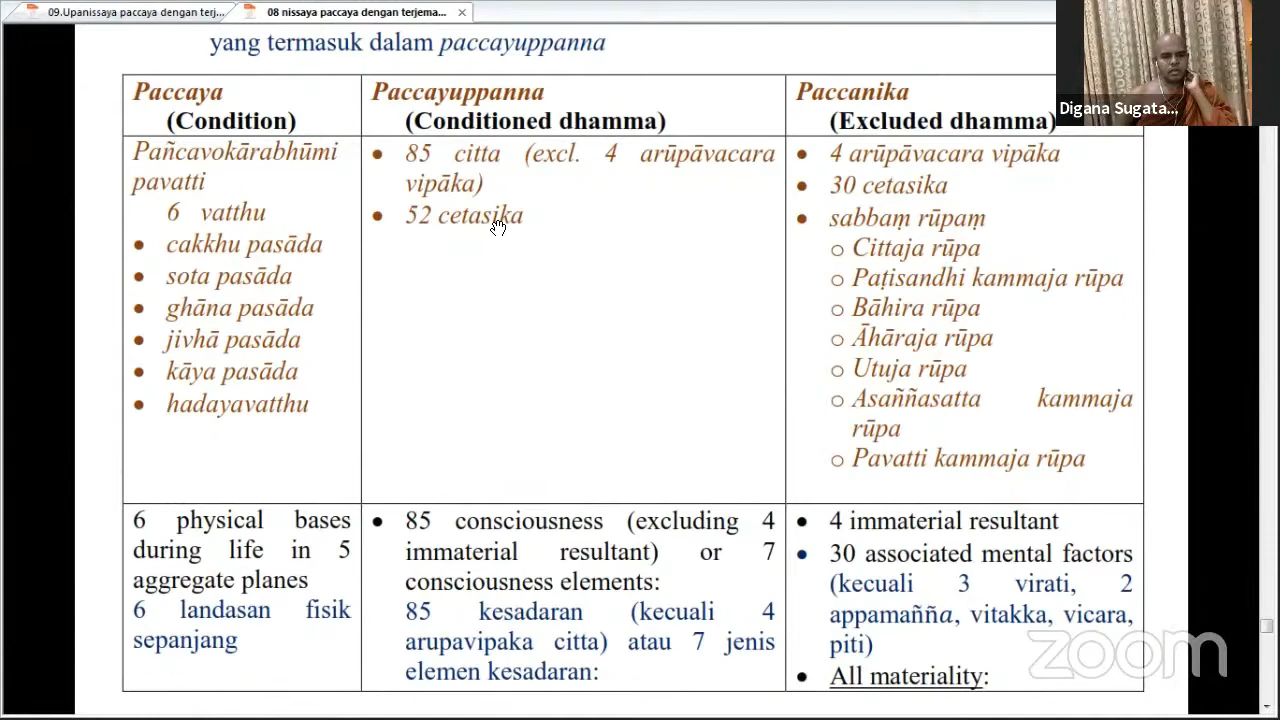 09.Upanissaya paccaya dengan terj...
08 nissaya paccaya dengan terjema...
yang termasuk dalam paccayuppanna
Digana Sugata...
Paccaya
(Condition)
Pañcavokārabhūmi
pavatti
6 vatthu
• cakkhu pasāda
• sota pasāda
• ghāna pasāda
• jivhā pasāda
• kāya pasāda
• hadayavatthu
Paccayuppanna
(Conditioned dhamma)
• 85 citta (excl. 4 arūpāvacara
vipāka)
• 52 cetasika
Paccanika
(Excluded dhamma)
• 4 arūpāvacara vipāka
• 30 cetasika
• sabbaṃ rūpaṃ
o Cittaja rūpa
o Paṭisandhi kammaja rūpa
o Bāhira rūpa
o Āhāraja rūpa
o Utuja rūpa
o Asaññasatta kammaja
rūpa
o Pavatti kammaja rūpa
6 physical bases
during life in 5
aggregate planes
6 landasan fisik
sepanjang
• 85 consciousness (excluding 4
immaterial resultant) or 7
consciousness elements:
85 kesadaran (kecuali 4
arupavipaka citta) atau 7 jenis
elemen kesadaran:
• 4 immaterial resultant
• 30 associated mental factors
(kecuali 3 virati, 2
appamañña, vitakka, vicara,
piti)
• All materiality:
zoom